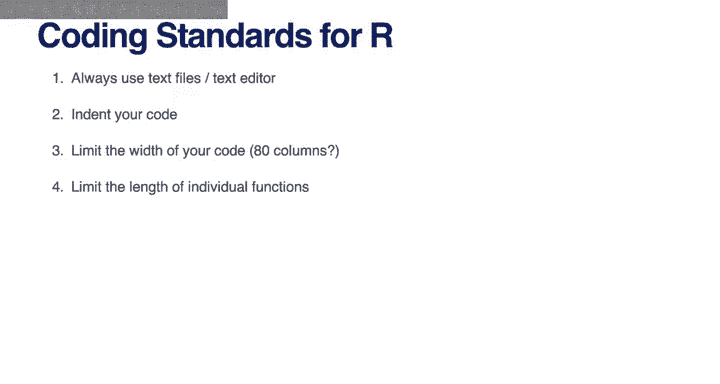 Coding Standards for R
1. Always use text files / text editor
2. Indent your code
3. Limit the width of your code (80 columns?)
4. Limit the length of individual functions